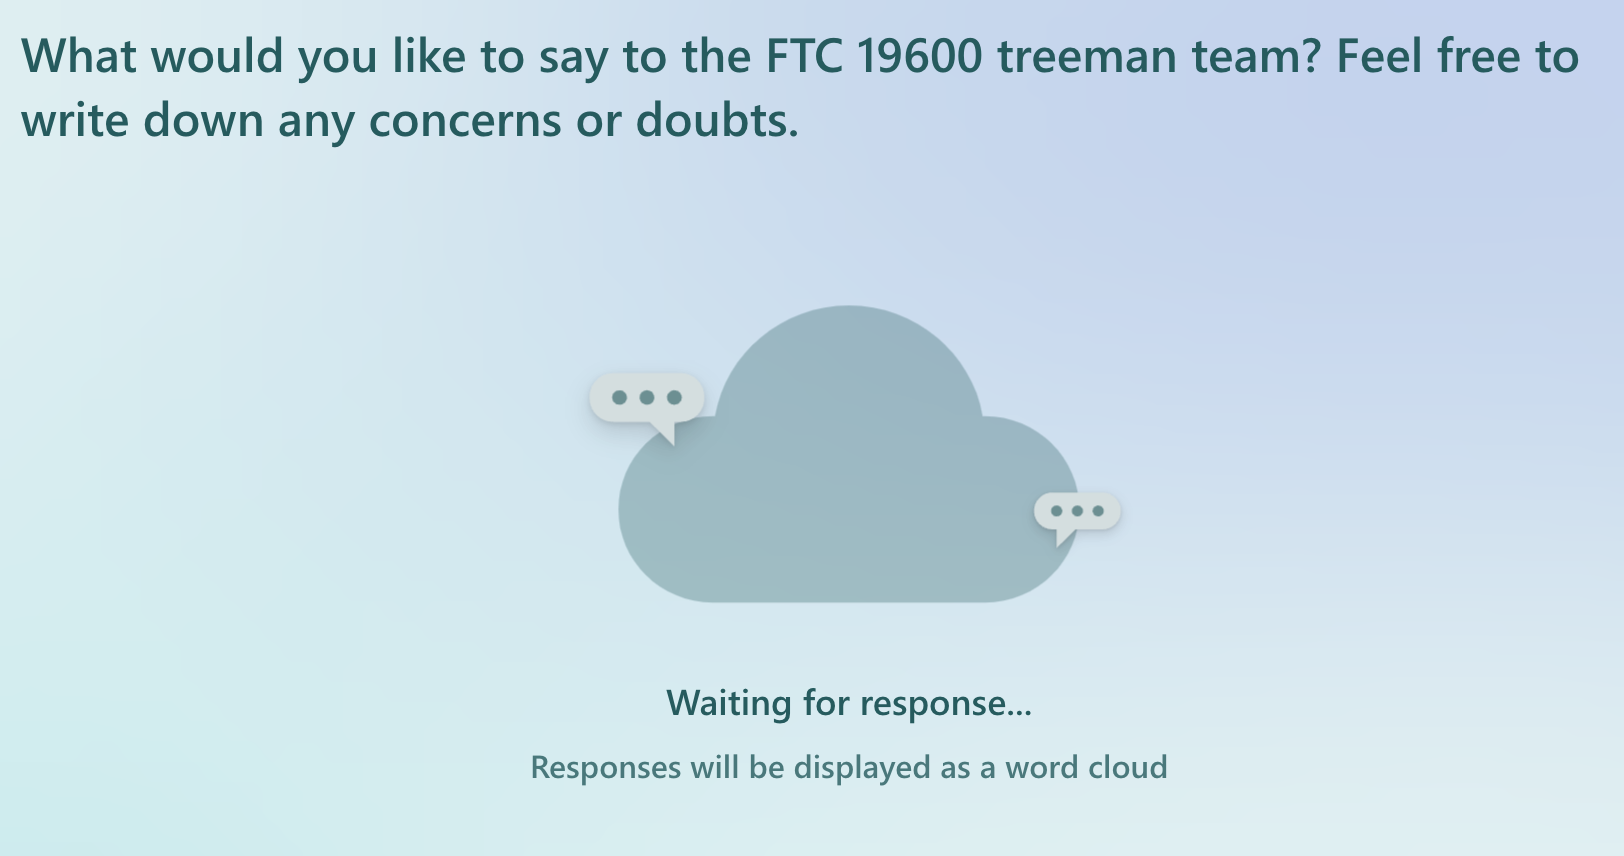 What would you like to say to the FTC 19600 treeman team? Feel free to
write down any concerns or doubts.
Waiting for response...
Responses will be displayed as a word cloud